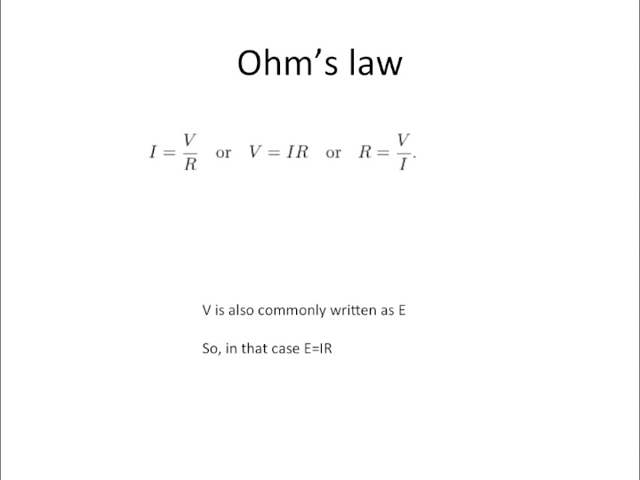 Ohm’s law
I = V/R or V = IR or R = V/I.
V is also commonly written as E
So, in that case E=IR